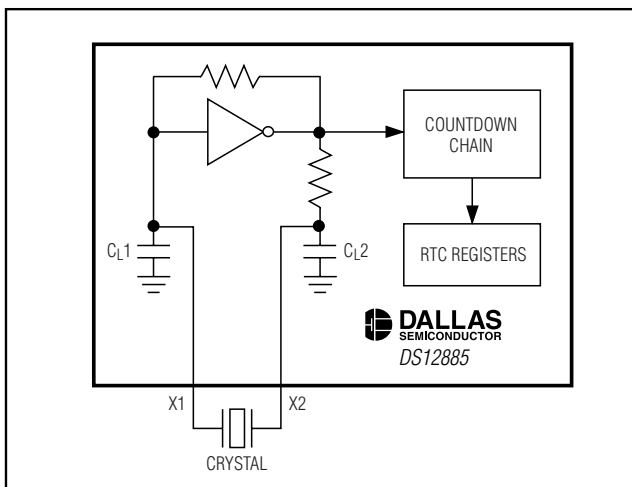 COUNTDOWN
CHAIN
RTC REGISTERS
CL1
CL2
DALLAS
SEMICONDUCTOR
DS12885
X1
X2
CRYSTAL